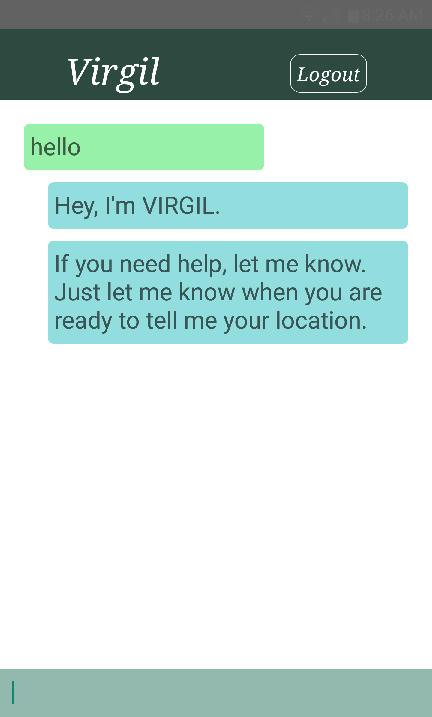 8:26 AM
Virgil
Logout
hello
Hey, I'm VIRGIL.
If you need help, let me know.
Just let me know when you are
ready to tell me your location.